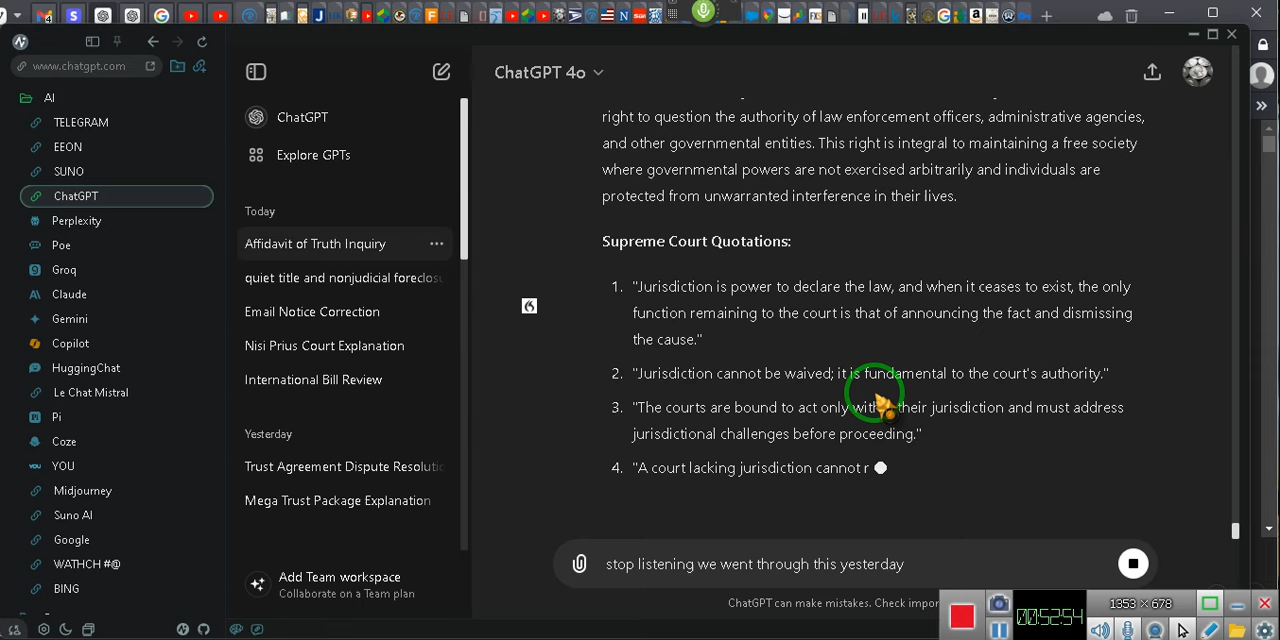 www.chatgpt.com
AI
TELEGRAM
EEON
SUNO
ChatGPT
Perplexity
Poe
Groq
Claude
Gemini
Copilot
HuggingChat
Le Chat Mistral
Pi
Coze
YOU
Midjourney
Suno AI
Google
WATHCH #@
BING
ChatGPT
Explore GPTs
Today
Affidavit of Truth Inquiry
quiet title and nonjudicial foreclosu
Email Notice Correction
Nisi Prius Court Explanation
International Bill Review
Yesterday
Trust Agreement Dispute Resolutio
Mega Trust Package Explanation
Add Team workspace
Collaborate on a Team plan
ChatGPT 4o
right to question the authority of law enforcement officers, administrative agencies,
and other governmental entities. This right is integral to maintaining a free society
where governmental powers are not exercised arbitrarily and individuals are
protected from unwarranted interference in their lives.
Supreme Court Quotations:
1. "Jurisdiction is power to declare the law, and when it ceases to exist, the only
function remaining to the court is that of announcing the fact and dismissing
the cause."
2. "Jurisdiction cannot be waived; it is fundamental to the court's authority."
3. "The courts are bound to act only within their jurisdiction and must address
jurisdictional challenges before proceeding."
4. "A court lacking jurisdiction cannot r
stop listening we went through this yesterday
ChatGPT can make mistakes. Check impor
1353 × 678
00:52:54